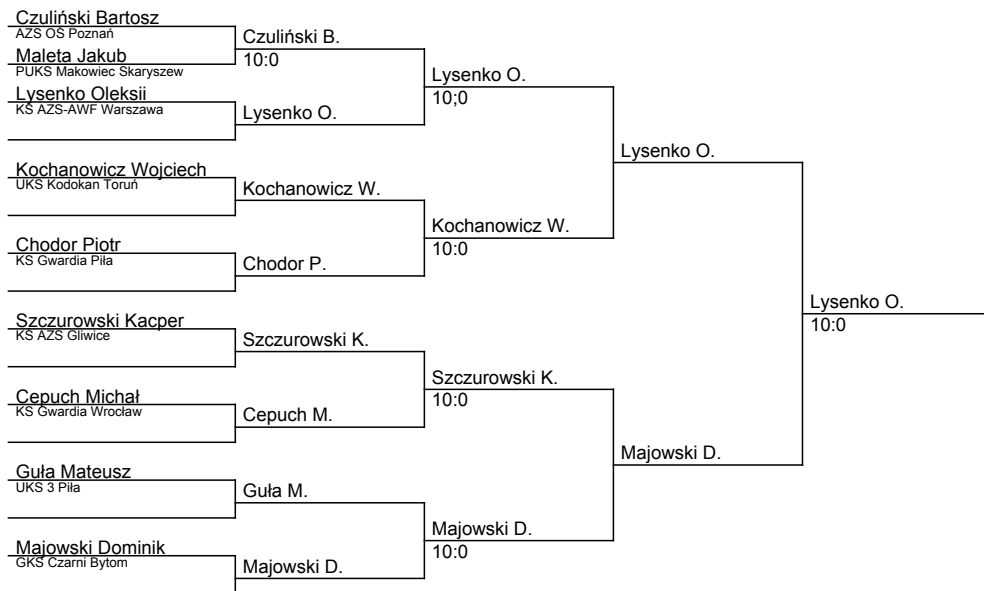 Czuliński Bartosz
AZS OŚ Poznań
Czuliński B.
10:0
Maleta Jakub
PUKS Makowiec Skaryszew
Lysenko O.
10;0
Lysenko Oleksii
KS AZS-AWF Warszawa
Lysenko O.
Lysenko O.
Kochanowicz Wojciech
UKS Kodokan Toruń
Kochanowicz W.
Kochanowicz W.
10:0
Chodor Piotr
KS Gwardia Piła
Chodor P.
Lysenko O.
10:0
Szczurowski Kacper
KS AZS Gliwice
Szczurowski K.
Szczurowski K.
10:0
Cepuch Michał
KS Gwardia Wrocław
Cepuch M.
Majowski D.
Guła Mateusz
UKS 3 Piła
Guła M.
Majowski D.
10:0
Majowski Dominik
GKS Czarni Bytom
Majowski D.